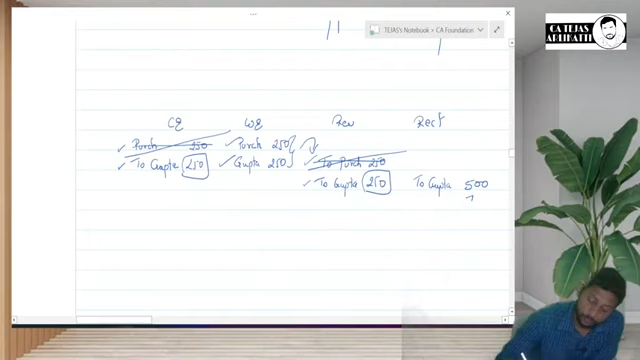 TEJAS's Notebook > CA Foundation
CA TEJAS
ARLIKATTI
CE WE Rev Rect
Purch 250 Purch 250 To Purch 250
To Gupta 250 Gupta 250
To Gupta 250 To Gupta 500